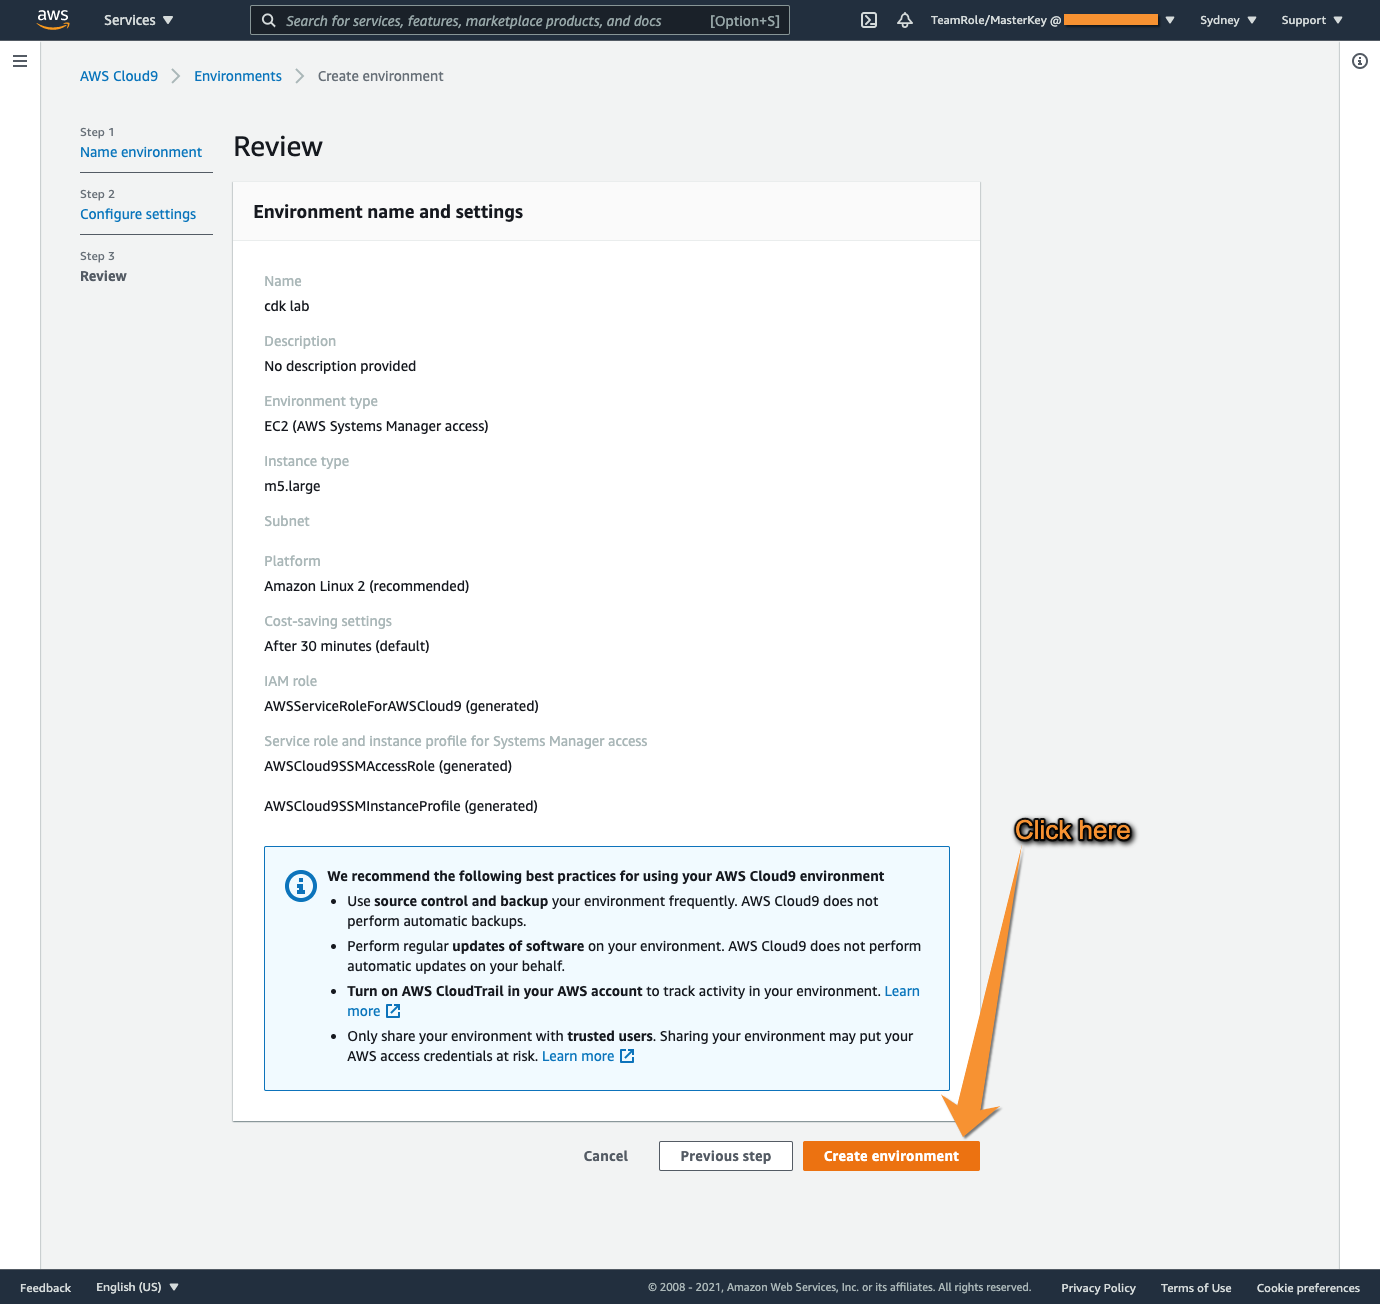 aws Services Search for services, features, marketplace products, and docs [Option+S] TeamRole/MasterKey @ Sydney Support
AWS Cloud9 Environments Create environment
Step 1
Name environment
Step 2
Configure settings
Step 3
Review
Review
Environment name and settings
Name
cdk lab
Description
No description provided
Environment type
EC2 (AWS Systems Manager access)
Instance type
m5.large
Subnet
Platform
Amazon Linux 2 (recommended)
Cost-saving settings
After 30 minutes (default)
IAM role
AWSServiceRoleForAWSCloud9 (generated)
Service role and instance profile for Systems Manager access
AWSCloud9SSMAccessRole (generated)
AWSCloud9SSMInstanceProfile (generated)
Click here
We recommend the following best practices for using your AWS Cloud9 environment
• Use source control and backup your environment frequently. AWS Cloud9 does not
perform automatic backups.
• Perform regular updates of software on your environment. AWS Cloud9 does not perform
automatic updates on your behalf.
• Turn on AWS CloudTrail in your AWS account to track activity in your environment. Learn
more
• Only share your environment with trusted users. Sharing your environment may put your
AWS access credentials at risk. Learn more
Cancel Previous step Create environment
Feedback English (US) © 2008 - 2021, Amazon Web Services, Inc. or its affiliates. All rights reserved. Privacy Policy Terms of Use Cookie preferences